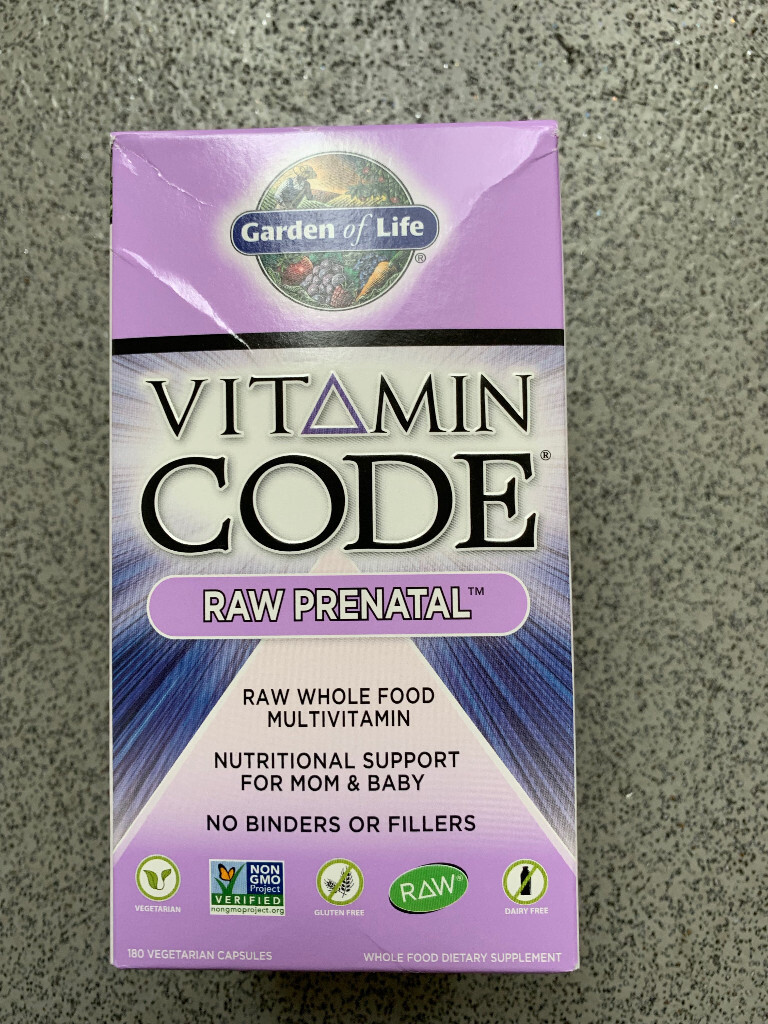 Garden of Life®
VITAMIN
CODE®
RAW PRENATAL™
RAW WHOLE FOOD
MULTIVITAMIN
NUTRITIONAL SUPPORT
FOR MOM & BABY
NO BINDERS OR FILLERS
VEGETARIAN
NON
GMO
Project
VERIFIED
nongmoproject.org
GLUTEN FREE
RAW®
DAIRY FREE
180 VEGETARIAN CAPSULES
WHOLE FOOD DIETARY SUPPLEMENT